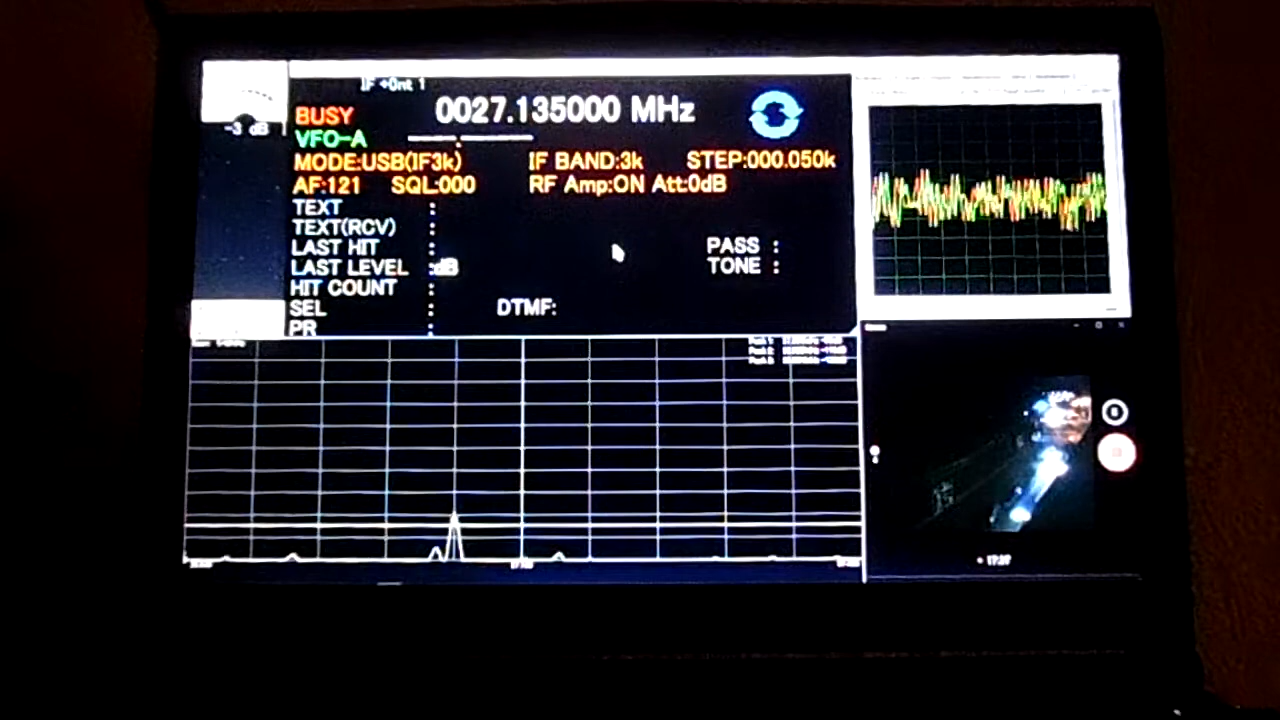 IF +Ont 1
BUSY 0027.135000 MHz
-3 dB
VFO-A
MODE:USB(IF3k) IF BAND:3k STEP:000.050k
AF:121 SQL:000 RF Amp:ON Att:0dB
TEXT :
TEXT(RCV) :
LAST HIT : PASS :
LAST LEVEL :dB TONE :
HIT COUNT :
SEL : DTMF:
PR :
17:37